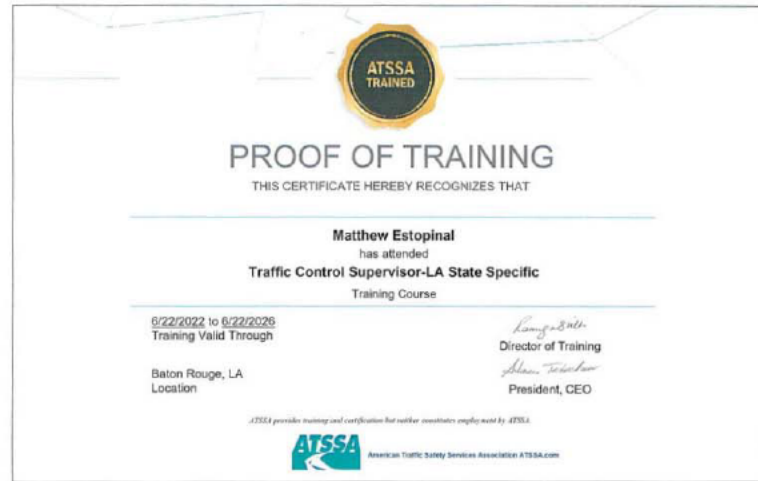 ATSSA
TRAINED
PROOF OF TRAINING
THIS CERTIFICATE HEREBY RECOGNIZES THAT
Matthew Estopinal
has attended
Traffic Control Supervisor-LA State Specific
Training Course
6/22/2022 to 6/22/2026
Training Valid Through
Director of Training
Baton Rouge, LA
Location
President, CEO
ATSSA provides training and certification but neither constitutes employment by ATSSA.
ATSSA
American Traffic Safety Services Association ATSSA.com